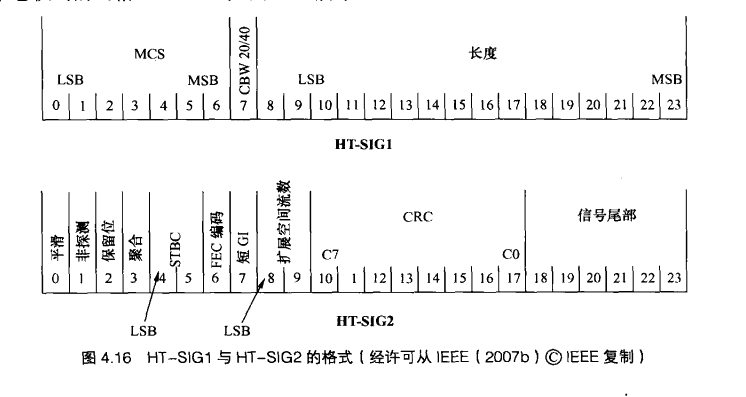 MCS
CBW 20/40
长度
LSB MSB LSB MSB
0 1 2 3 4 5 6 7 8 9 10 11 12 13 14 15 16 17 18 19 20 21 22 23
HT-SIG1
平滑
非探测
保留位
聚合
STBC
FEC 编码
短 GI
扩展空间流数
CRC
信号尾部
C7 C0
0 1 2 3 4 5 6 7 8 9 10 1 12 13 14 15 16 17 18 19 20 21 22 23
LSB LSB
HT-SIG2
图 4.16 HT-SIG1 与 HT-SIG2 的格式（经许可从 IEEE（2007b）© IEEE 复制）